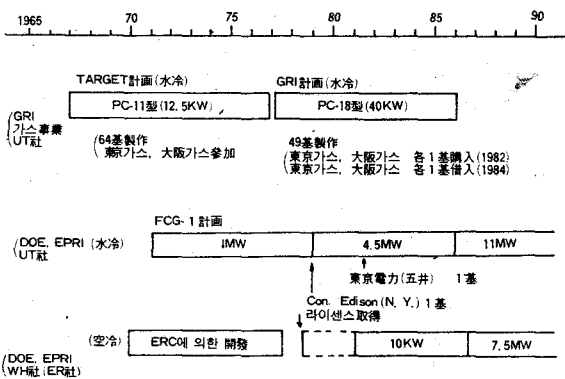 1965 70 75 80 85 90
TARGET計画(水冷) GRI計画(水冷)
PC-11型(12.5KW) PC-18型(40KW)
GRI
가스事業
UT社
64基製作
東京가스, 大阪가스參加
49基製作
東京가스, 大阪가스 各1基購入(1982)
東京가스, 大阪가스 各1基借入(1984)
FCG-1計画
DOE, EPRI (水冷)
UT社
1MW 4.5MW 11MW
東京電力(五井) 1基
Con. Edison(N.Y.) 1基
라이센스取得
(空冷) ERC에 의한 開發 10KW 7.5MW
DOE, EPRI
WH社(ER社)